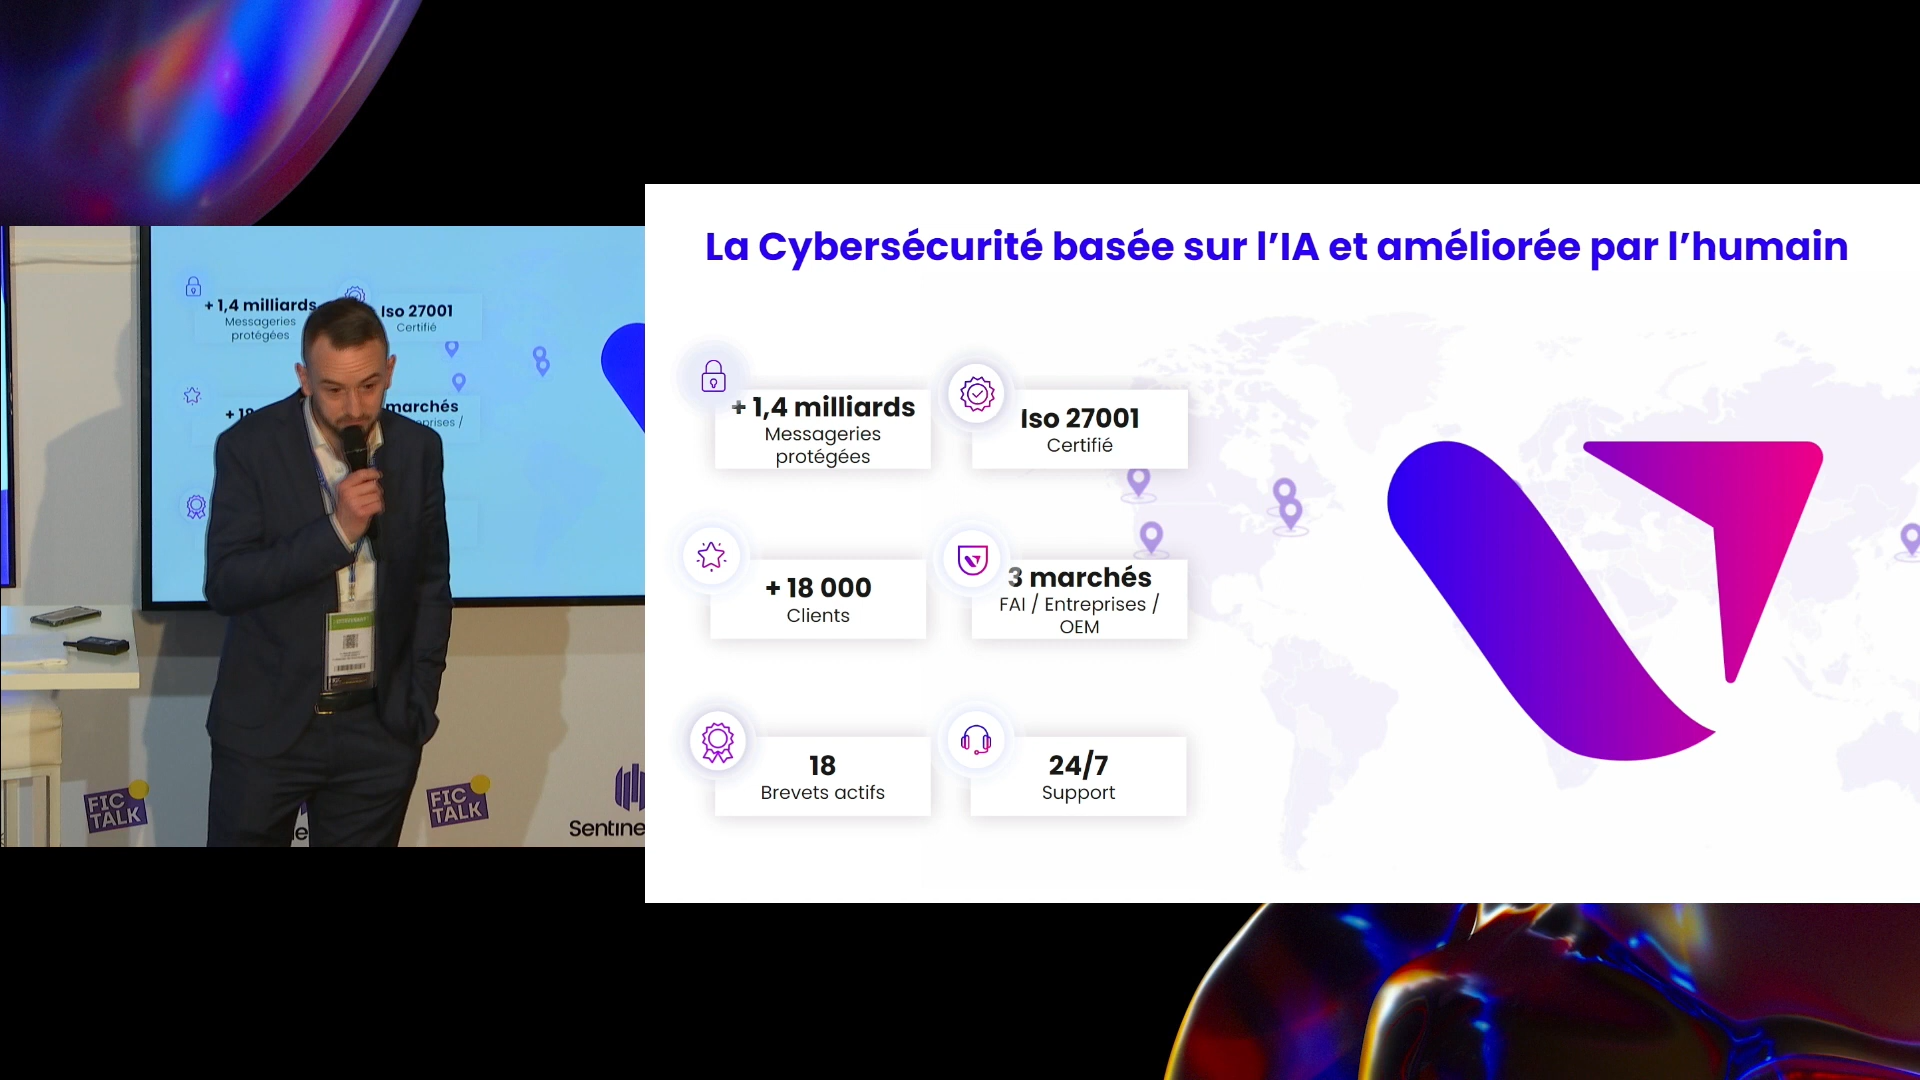 La Cybersécurité basée sur l'IA et améliorée par l'humain
+ 1,4 milliards
Messageries
protégées
Iso 27001
Certifié
+ 18 000
Clients
3 marchés
FAI / Entreprises /
OEM
18
Brevets actifs
24/7
Support
+ 1,4 milliards
Messageries
protégées
Iso 27001
Certifié
+ 18
marchés
FIC
TALK
FIC
TALK